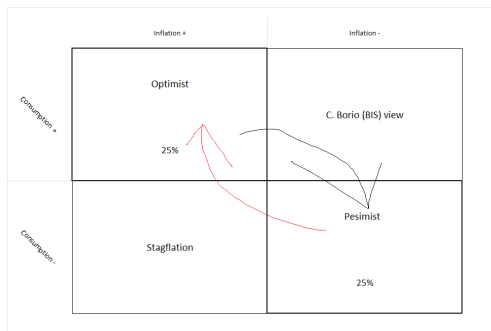 Inflation +
Inflation -
Consumption +
Optimist
C. Borio (BIS) view
25%
Consumption -
Pesimist
Stagflation
25%